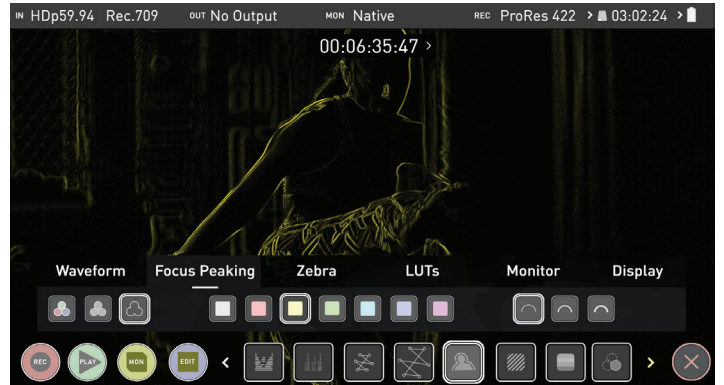 IN HDp59.94 Rec.709 OUT No Output MON Native REC ProRes 422 > 03:02:24 >
00:06:35:47 >
Waveform Focus Peaking Zebra LUTs Monitor Display
REC PLAY MON EDIT < >